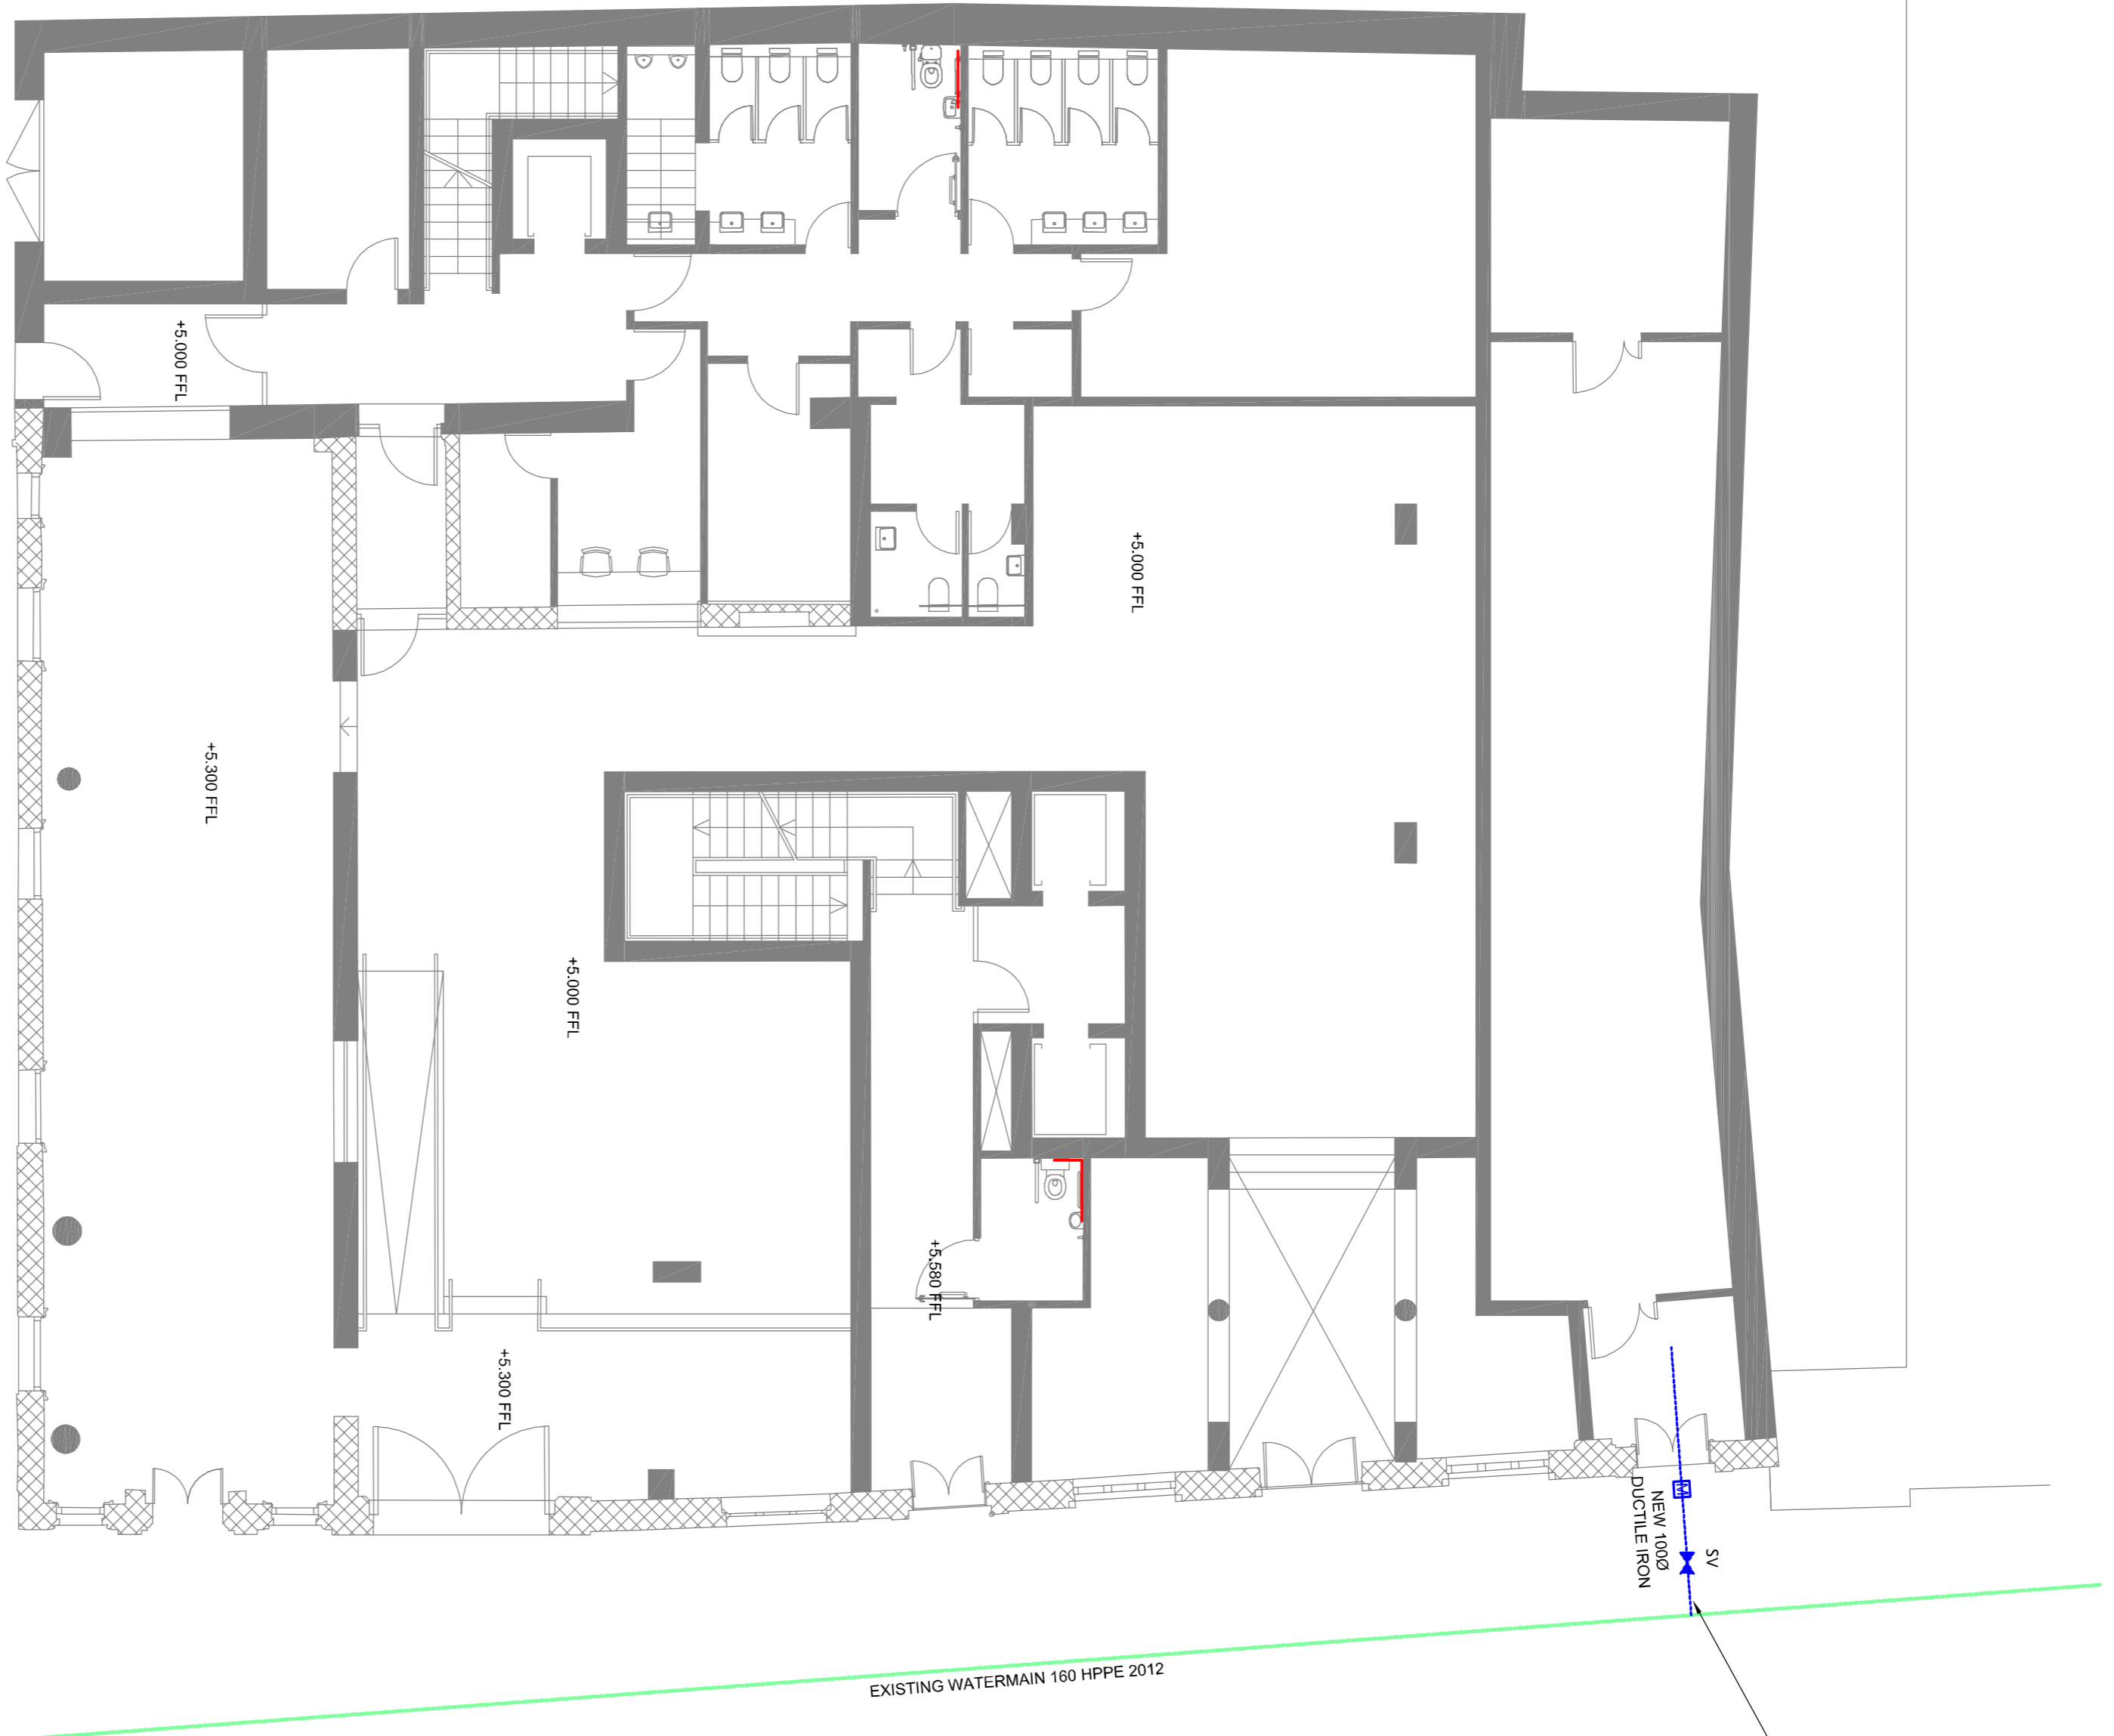 +5.000 FFL
+5.000 FFL
+5.300 FFL
+5.000 FFL
+5.580 FFL
+5.300 FFL
M
NEW 100Ø
DUCTILE IRON
SV
EXISTING WATERMAIN 160 HPPE 2012